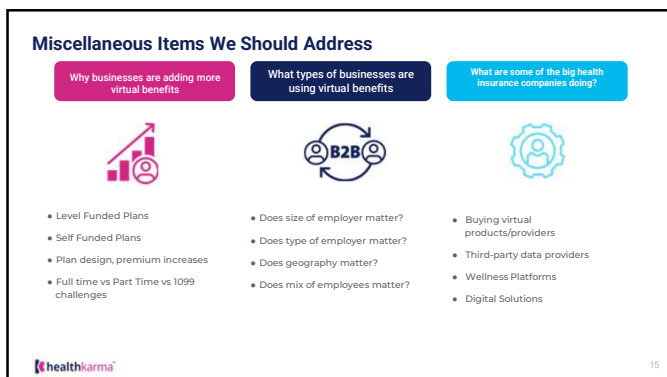 Miscellaneous Items We Should Address
Why businesses are adding more
virtual benefits
What types of businesses are
using virtual benefits
What are some of the big health
insurance companies doing?
B2B
● Level Funded Plans
● Self Funded Plans
● Plan design, premium increases
● Full time vs Part Time vs 1099
challenges
● Does size of employer matter?
● Does type of employer matter?
● Does geography matter?
● Does mix of employees matter?
● Buying virtual
products/providers
● Third-party data providers
● Wellness Platforms
● Digital Solutions
healthkarma
15